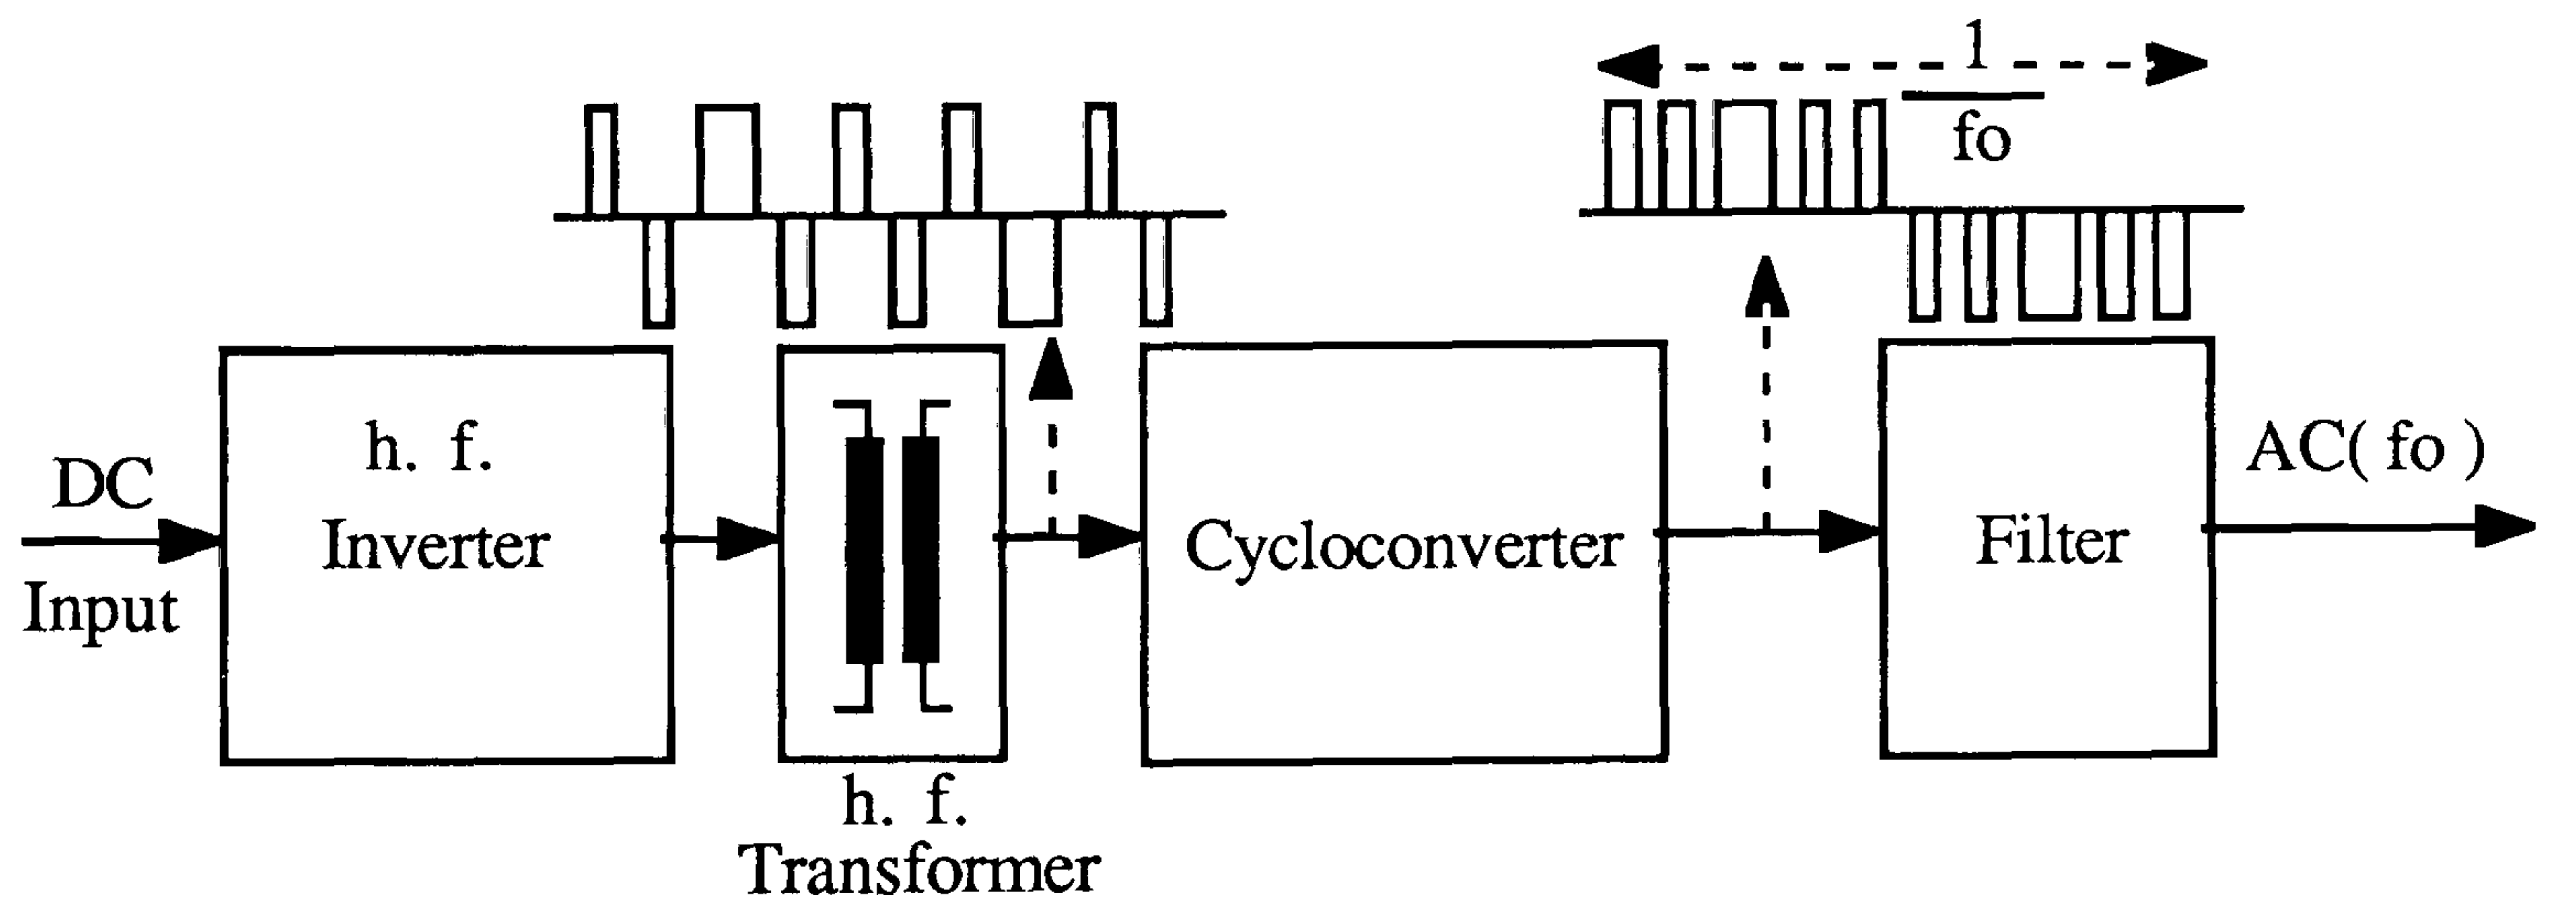 1
fo
DC
Input
h. f.
Inverter
h. f.
Transformer
Cycloconverter
Filter
AC( fo )